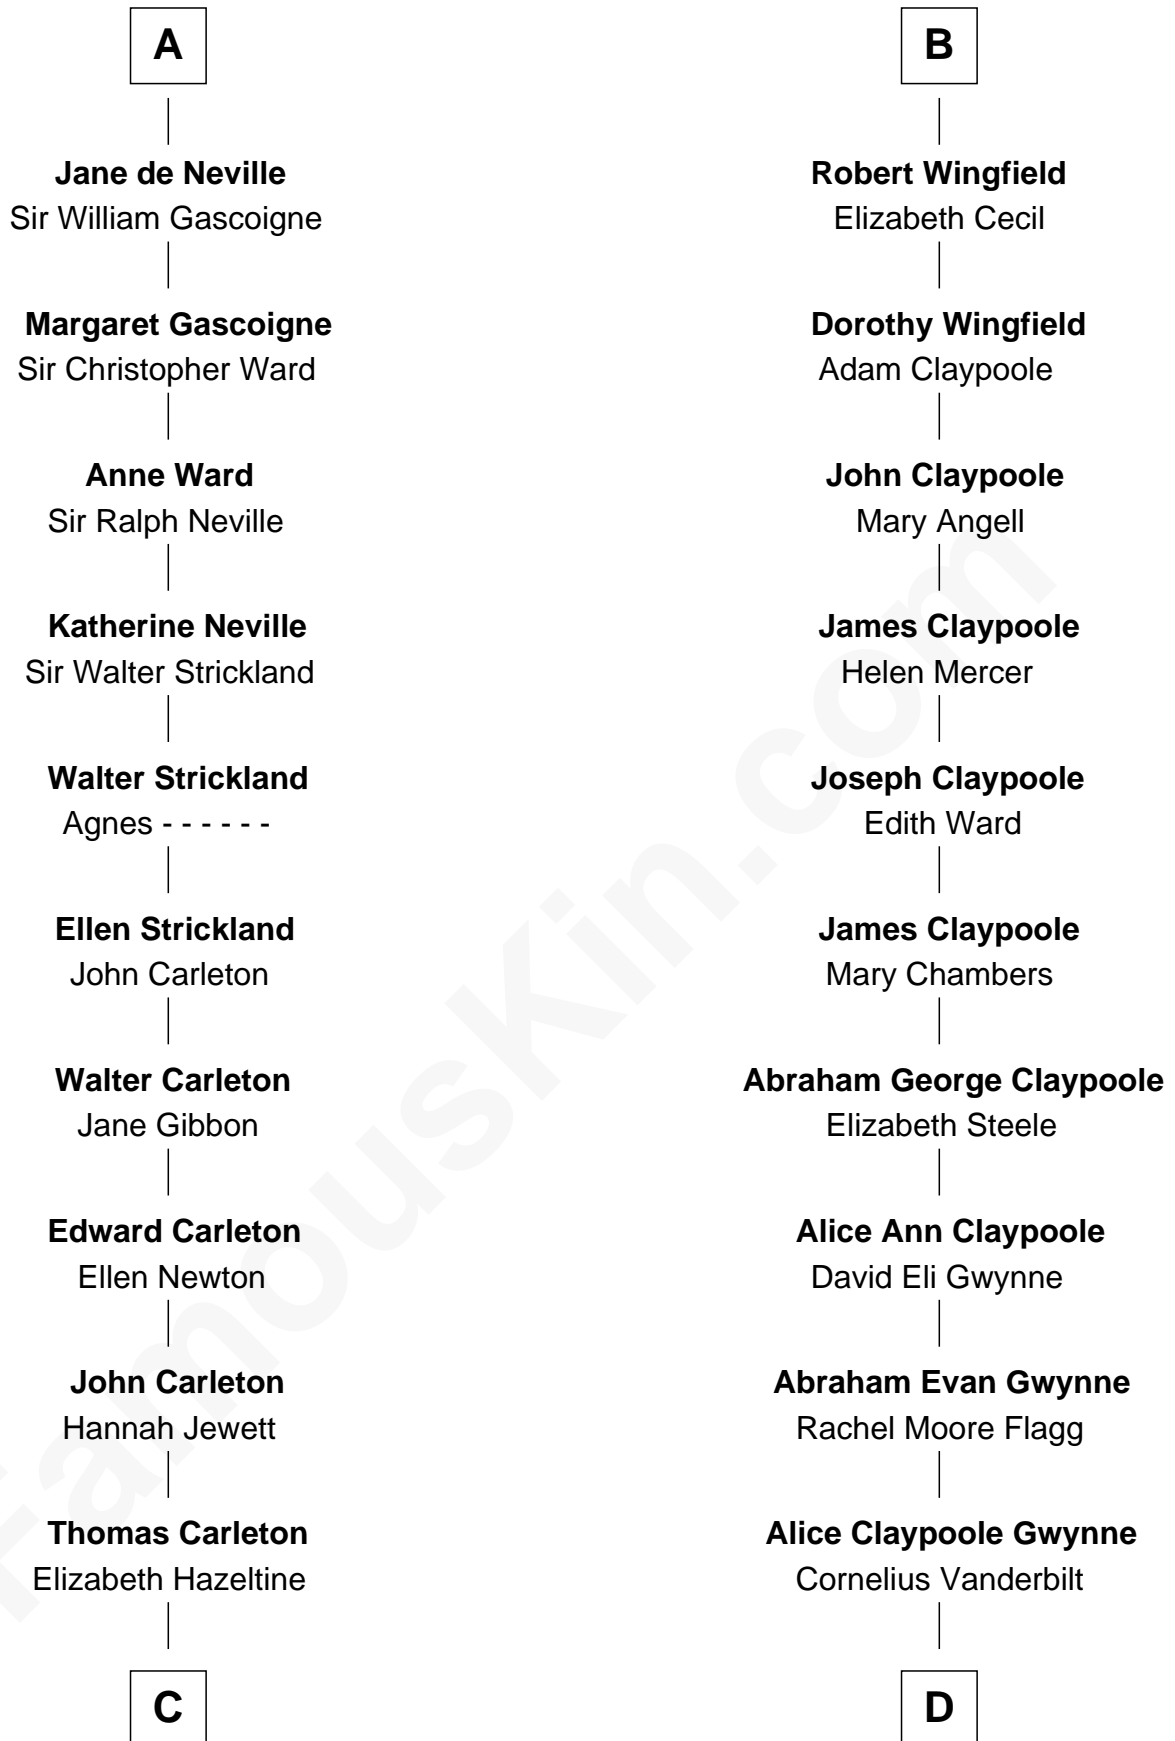 A
Jane de Neville
Sir William Gascoigne
Margaret Gascoigne
Sir Christopher Ward
Anne Ward
Sir Ralph Neville
Katherine Neville
Sir Walter Strickland
Walter Strickland
Agnes - - - - - -
Ellen Strickland
John Carleton
Walter Carleton
Jane Gibbon
Edward Carleton
Ellen Newton
John Carleton
Hannah Jewett
Thomas Carleton
Elizabeth Hazeltine
C
B
Robert Wingfield
Elizabeth Cecil
Dorothy Wingfield
Adam Claypoole
John Claypoole
Mary Angell
James Claypoole
Helen Mercer
Joseph Claypoole
Edith Ward
James Claypoole
Mary Chambers
Abraham George Claypoole
Elizabeth Steele
Alice Ann Claypoole
David Eli Gwynne
Abraham Evan Gwynne
Rachel Moore Flagg
Alice Claypoole Gwynne
Cornelius Vanderbilt
D
FamousKin.com